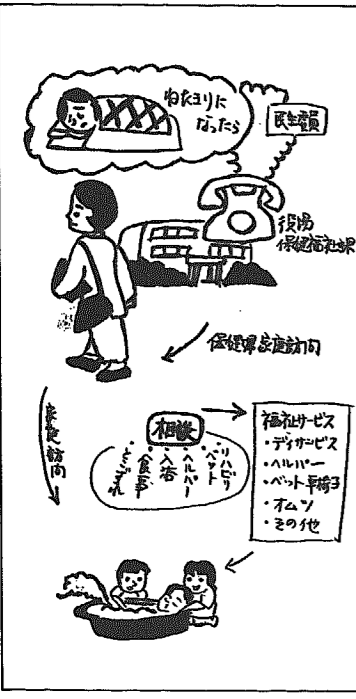 ねたきりに
なったら
民生委員
役場
保健福祉課
保健婦家庭訪問
家庭訪問
相談
リハビリ
ベット
ヘルパー
入浴
食事
とこずれ
福祉サービス
・デイサービス
・ヘルパー
・ベット車椅子
・オムツ
・その他